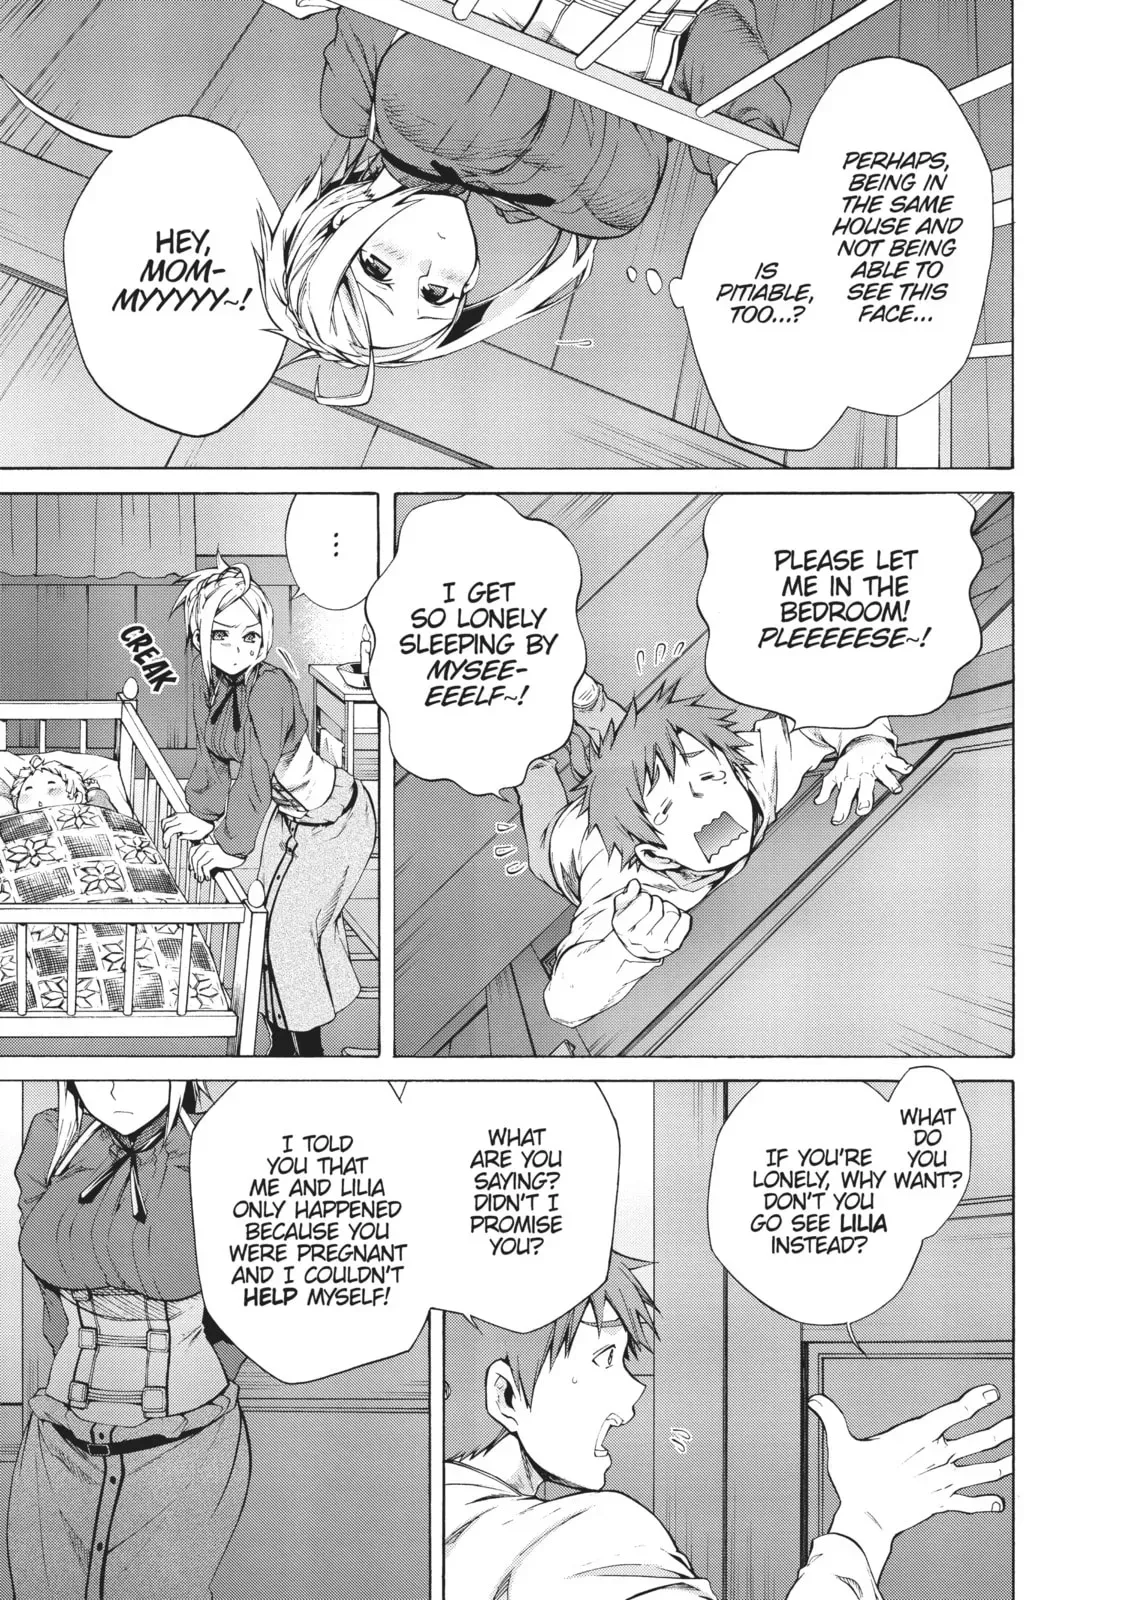 PERHAPS,
BEING IN
THE SAME
HOUSE AND
NOT BEING
ABLE TO
SEE THIS
FACE...
IS
PITIABLE,
TOO...?
HEY,
MOM-
MYYYYY~!
PLEASE LET
ME IN THE
BEDROOM!
PLEEEEESE~!
I GET
SO LONELY
SLEEPING BY
MYSEE-
EEELF~!
...
CREAK
WHAT
DO
YOU
WANT?
IF YOU'RE
LONELY, WHY
DON'T YOU
GO SEE LILIA
INSTEAD?
WHAT
ARE YOU
SAYING?
DIDN'T I
PROMISE
YOU?
I TOLD
YOU THAT
ME AND LILIA
ONLY HAPPENED
BECAUSE YOU
WERE PREGNANT
AND I COULDN'T
HELP MYSELF!